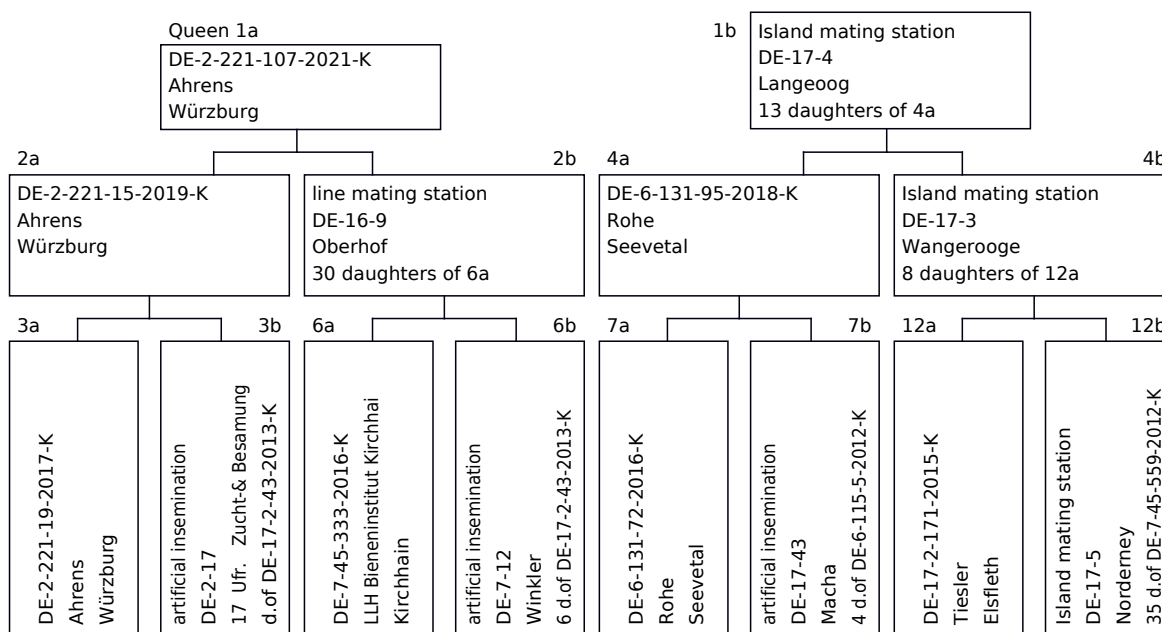 Queen 1a
DE-2-221-107-2021-K
Ahrens
Würzburg
1b
Island mating station
DE-17-4
Langeoog
13 daughters of 4a
2a
DE-2-221-15-2019-K
Ahrens
Würzburg
2b
line mating station
DE-16-9
Oberhof
30 daughters of 6a
4a
DE-6-131-95-2018-K
Rohe
Seevetal
4b
Island mating station
DE-17-3
Wangerooge
8 daughters of 12a
3a
DE-2-221-19-2017-K
Ahrens
Würzburg
3b
artificial insemination
DE-2-17
17 Ufr. Zucht-& Besamung
d.of DE-17-2-43-2013-K
6a
DE-7-45-333-2016-K
LLH Bieneninstitut Kirchhai
Kirchhain
6b
artificial insemination
DE-7-12
Winkler
6 d.of DE-17-2-43-2013-K
7a
DE-6-131-72-2016-K
Rohe
Seevetal
7b
artificial insemination
DE-17-43
Macha
4 d.of DE-6-115-5-2012-K
12a
DE-17-2-171-2015-K
Tiesler
Elsfleth
12b
Island mating station
DE-17-5
Norderney
35 d.of DE-7-45-559-2012-K